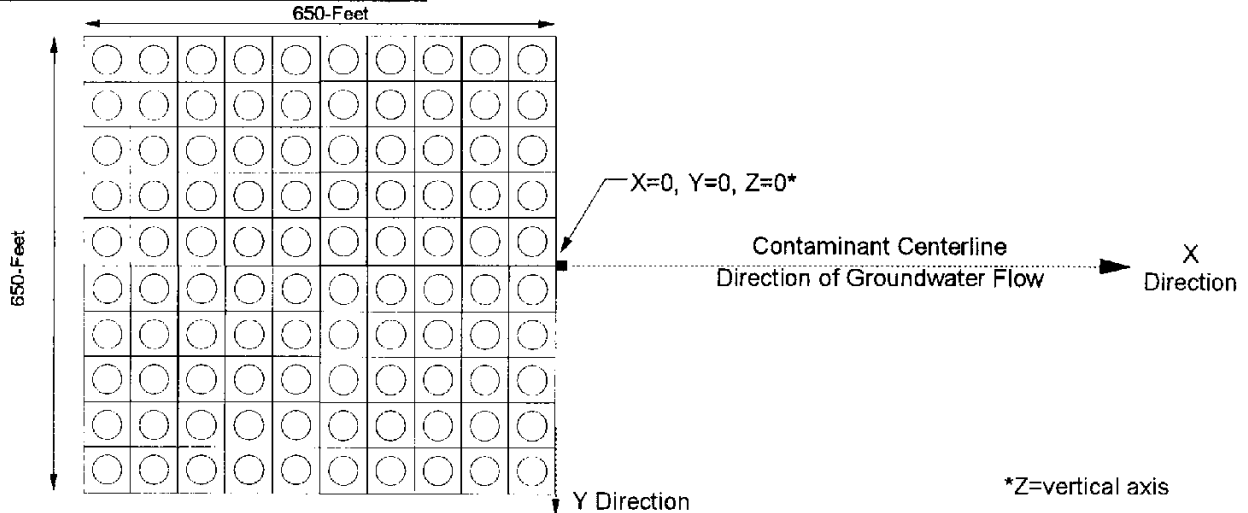 650-Feet
650-Feet
X=0, Y=0, Z=0*
Contaminant Centerline
Direction of Groundwater Flow
X
Direction
Y Direction
*Z=vertical axis